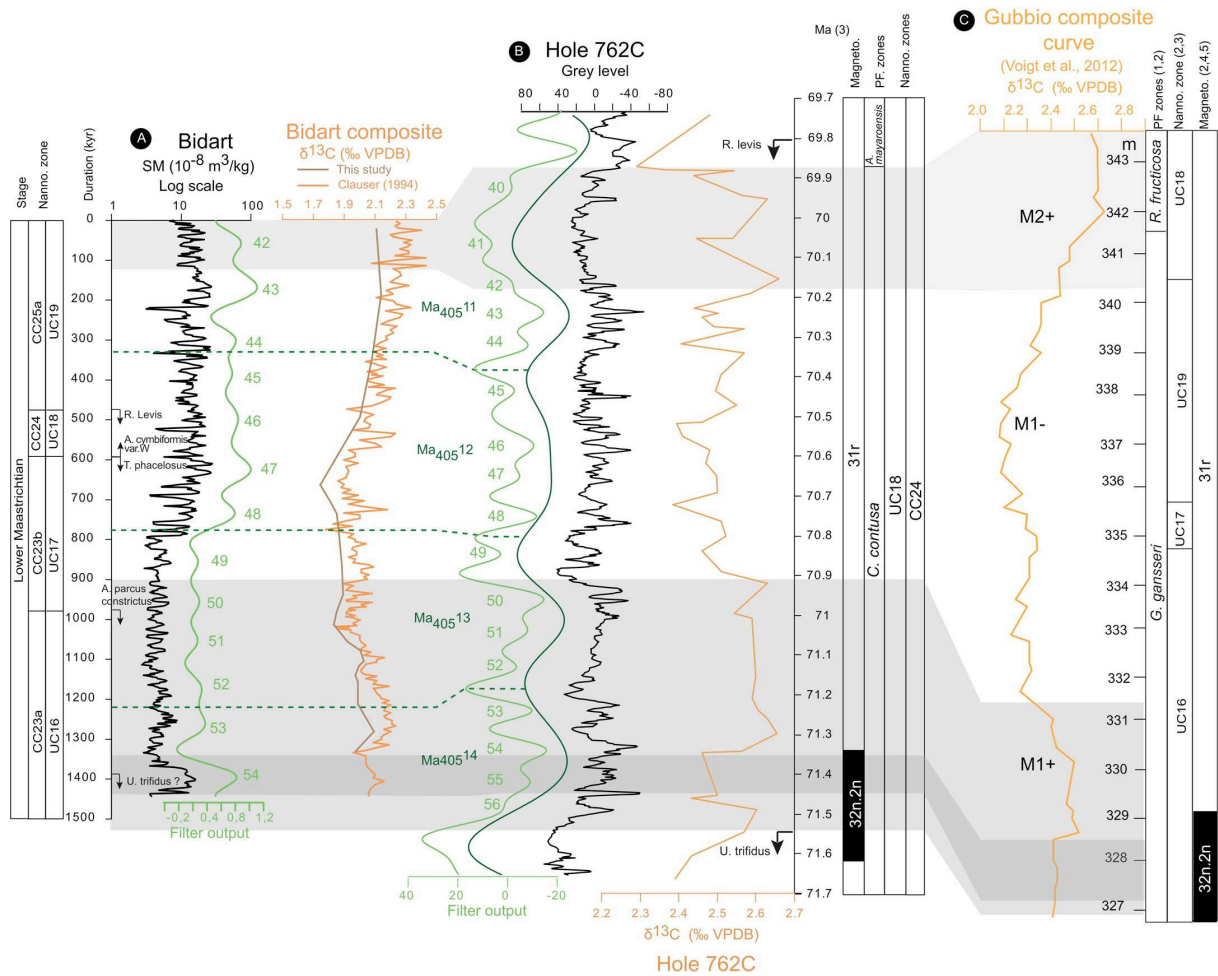 A
Bidart
SM (10-8 m3/kg)
Log scale
1 10 100
Stage
Nanno. zone
Duration (kyr)
0
100
200
300
400
500
600
700
800
900
1000
1100
1200
1300
1400
1500
Lower Maastrichtian
CC25a
UC19
CC24
UC18
CC23b
UC17
CC23a
UC16
R. Levis
A. cymbiformis
var.W
T. phacelosus
A. parcus
constrictus
U. trifidus ?
42
43
44
45
46
47
48
49
50
51
52
53
54
-0,2 0,4 0,8 1,2
Filter output
Bidart composite
δ13C (‰ VPDB)
This study
Clauser (1994)
1.5 1.7 1.9 2.1 2.3 2.5
Ma405 11
Ma405 12
Ma405 13
Ma405 14
B
Hole 762C
Grey level
80 40 0 -40 -80
40
41
42
43
44
45
46
47
48
49
50
51
52
53
54
55
56
40 20 0 -20
Filter output
2.2 2.3 2.4 2.5 2.6 2.7
δ13C (‰ VPDB)
Hole 762C
R. levis
U. trifidus
Ma (3)
Magneto.
PF. zones
Nanno. zones
69.7
69.8
69.9
70
70.1
70.2
70.3
70.4
70.5
70.6
70.7
70.8
70.9
71
71.1
71.2
71.3
71.4
71.5
71.6
71.7
31r
32n.2n
A. mayaroensis
C. contusa
UC18
CC24
C
Gubbio composite
curve
(Voigt et al., 2012)
δ13C (‰ VPDB)
2.0 2.2 2.4 2.6 2.8
PF zones (1,2)
Nanno. zone (2,3)
Magneto. (2,4,5)
m
343
342
341
340
339
338
337
336
335
334
333
332
331
330
329
328
327
M2+
M1-
M1+
R. fructicosa
G. gansseri
UC18
UC19
UC17
UC16
31r
32n.2n